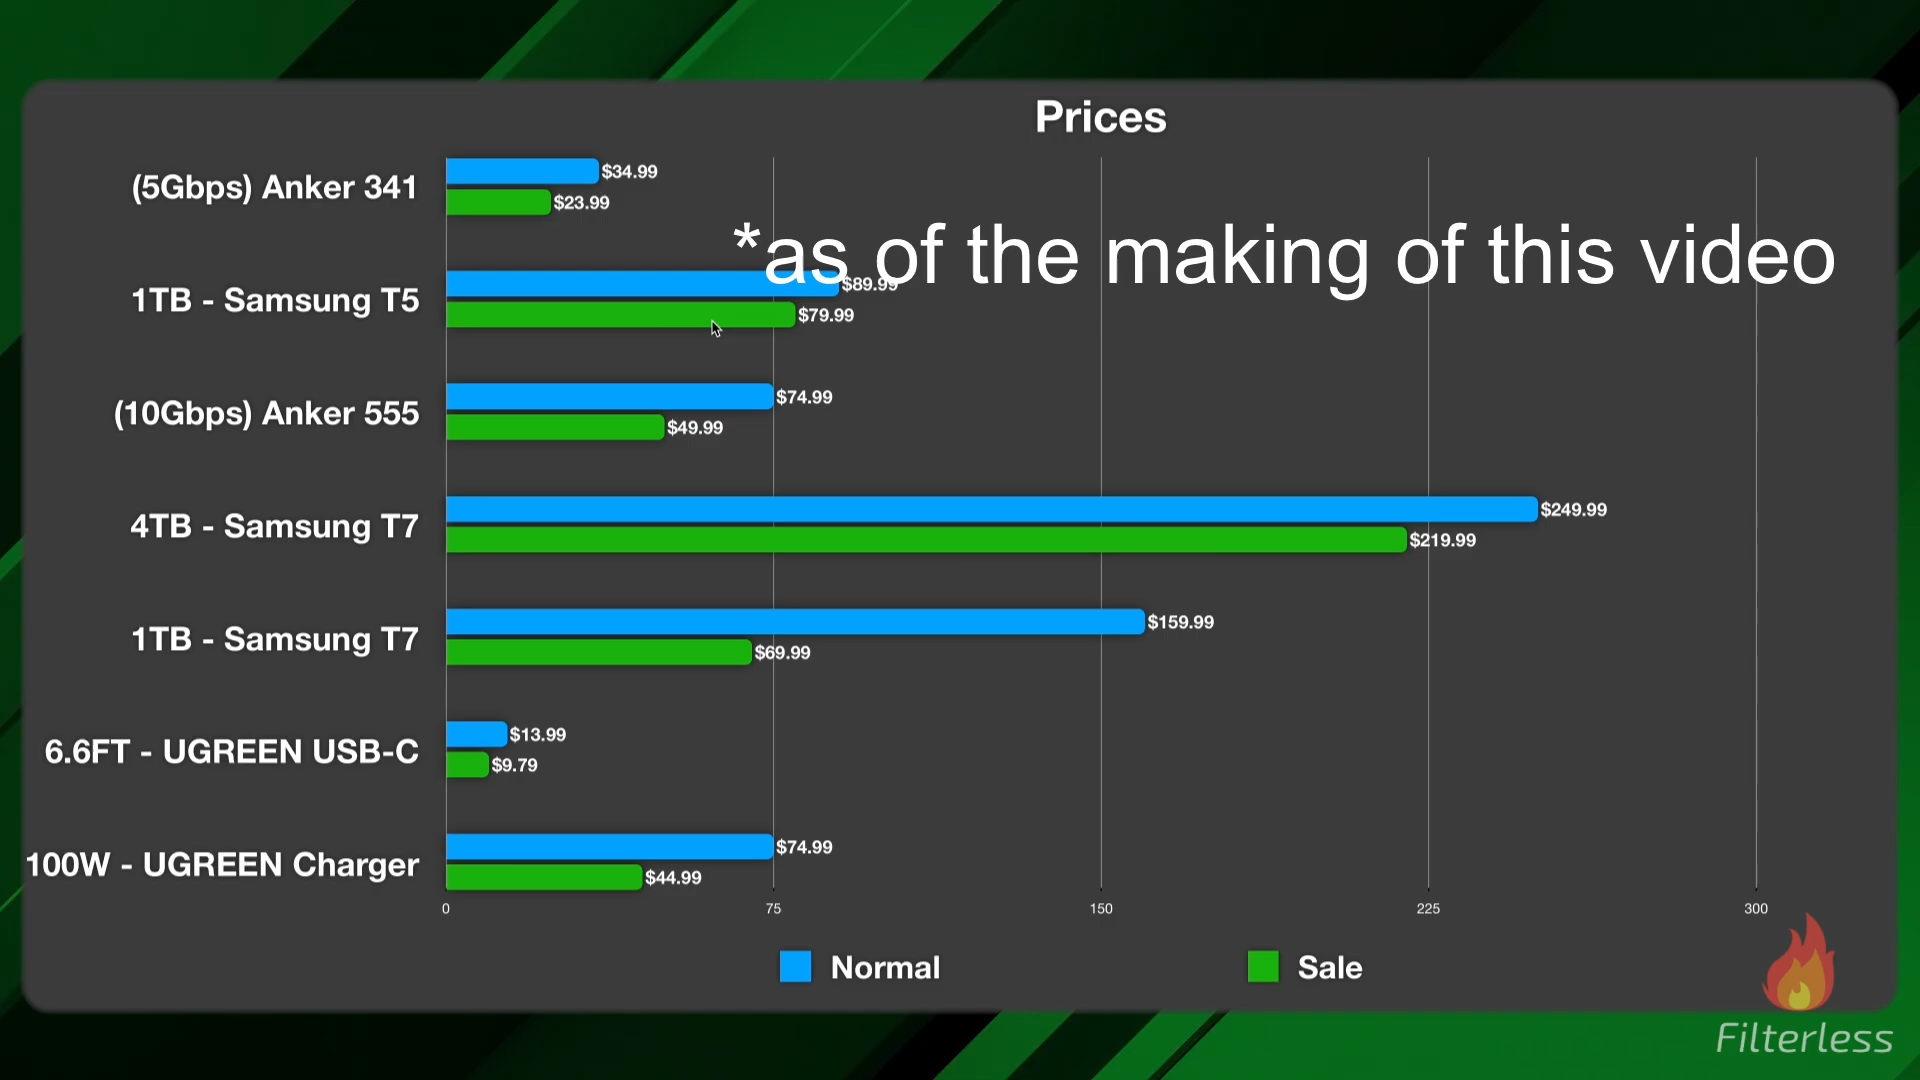 Prices
(5Gbps) Anker 341
$34.99
$23.99
*as of the making of this video
1TB - Samsung T5
$89.99
$79.99
(10Gbps) Anker 555
$74.99
$49.99
4TB - Samsung T7
$249.99
$219.99
1TB - Samsung T7
$159.99
$69.99
6.6FT - UGREEN USB-C
$13.99
$9.79
100W - UGREEN Charger
$74.99
$44.99
0 75 150 225 300
Normal Sale
Filterless